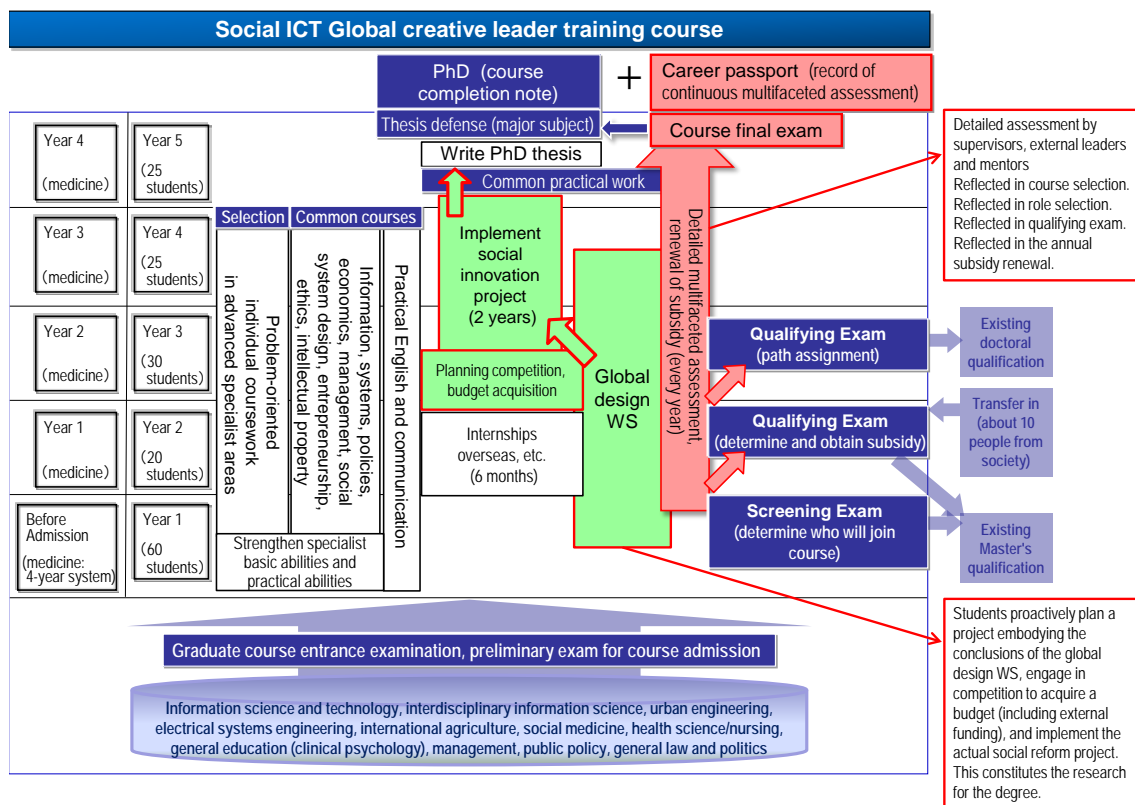 Social ICT Global creative leader training course
PhD (course
completion note)
+
Career passport (record of
continuous multifaceted assessment)
Thesis defense (major subject)
Course final exam
Write PhD thesis
Common practical work
Year 4
(medicine)
Year 5
(25
students)
Year 3
(medicine)
Year 4
(25
students)
Year 2
(medicine)
Year 3
(30
students)
Year 1
(medicine)
Year 2
(20
students)
Before
Admission
(medicine:
4-year system)
Year 1
(60
students)
Selection
Common courses
Problem-oriented
individual coursework
in advanced specialist areas
Information, systems, policies,
economics, management, social
system design, entrepreneurship,
ethics, intellectual property
Practical English and communication
Strengthen specialist
basic abilities and
practical abilities
Implement
social
innovation
project
(2 years)
Planning competition,
budget acquisition
Internships
overseas, etc.
(6 months)
Global
design
WS
Detailed multifaceted assessment,
renewal of subsidy (every year)
Qualifying Exam
(path assignment)
Qualifying Exam
(determine and obtain subsidy)
Screening Exam
(determine who will join
course)
Existing
doctoral
qualification
Transfer in
(about 10
people from
society)
Existing
Master's
qualification
Detailed assessment by
supervisors, external leaders
and mentors
Reflected in course selection.
Reflected in role selection.
Reflected in qualifying exam.
Reflected in the annual
subsidy renewal.
Students proactively plan a
project embodying the
conclusions of the global
design WS, engage in
competition to acquire a
budget (including external
funding), and implement the
actual social reform project.
This constitutes the research
for the degree.
Graduate course entrance examination, preliminary exam for course admission
Information science and technology, interdisciplinary information science, urban engineering,
electrical systems engineering, international agriculture, social medicine, health science/nursing,
general education (clinical psychology), management, public policy, general law and politics